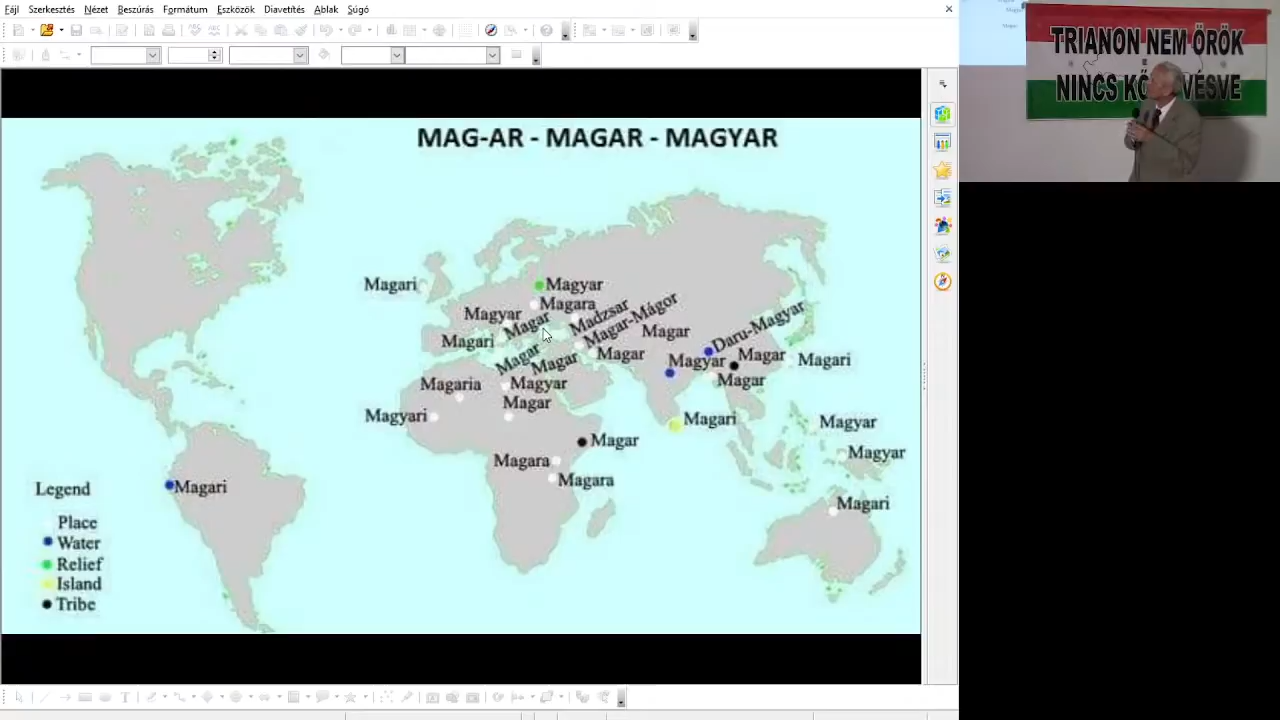 Fájl Szerkesztés Nézet Beszúrás Formátum Eszközök Diavetítés Ablak Súgó
MAG-AR - MAGAR - MAGYAR
Magari
Magyar
Magara
Magyar
Magar
Madzsar
Magar-Mágor
Magar
Daru-Magyar
Magari
Magar
Magar
Magar
Magyar
Magar
Magari
Magar
Magaria
Magyar
Magar
Magyari
Magari
Magyar
Magar
Magyar
Magara
Magara
Magari
Magari
Legend
Place
Water
Relief
Island
Tribe
TRIANON NEM ÖRÖK
NINCS KŐ VÉSVE